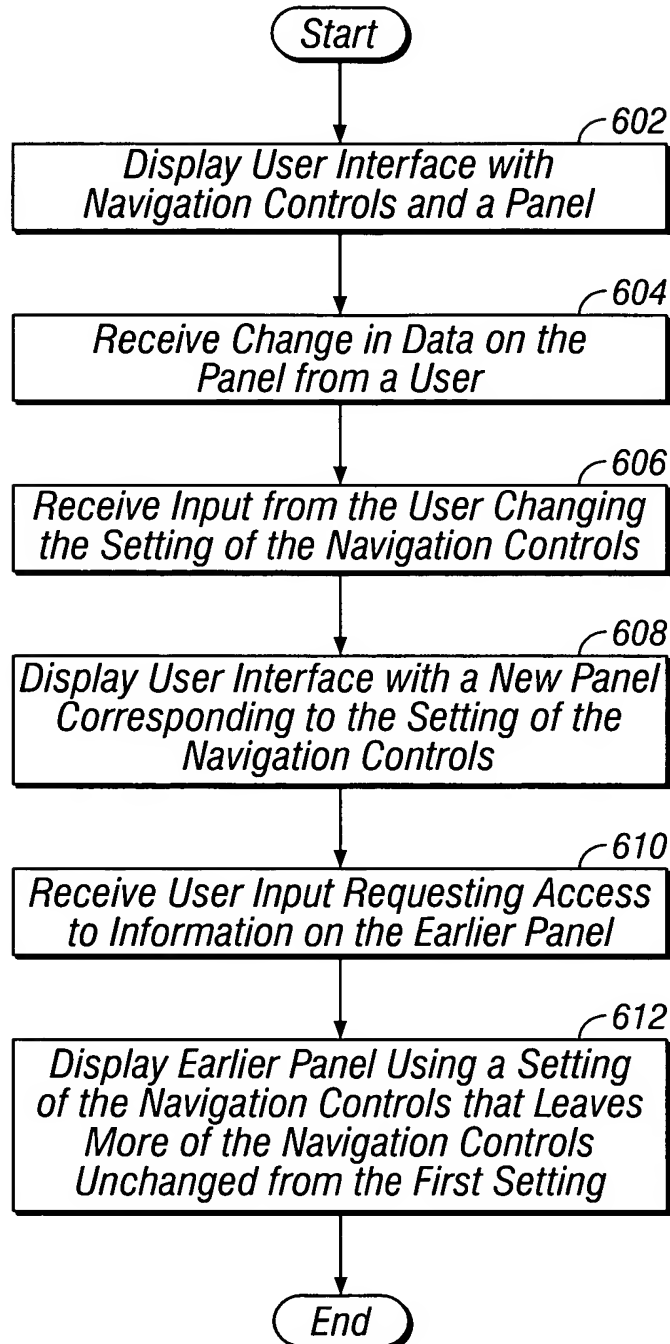 Start
602
Display User Interface with
Navigation Controls and a Panel
604
Receive Change in Data on the
Panel from a User
606
Receive Input from the User Changing
the Setting of the Navigation Controls
608
Display User Interface with a New Panel
Corresponding to the Setting of the
Navigation Controls
610
Receive User Input Requesting Access
to Information on the Earlier Panel
612
Display Earlier Panel Using a Setting
of the Navigation Controls that Leaves
More of the Navigation Controls
Unchanged from the First Setting
End